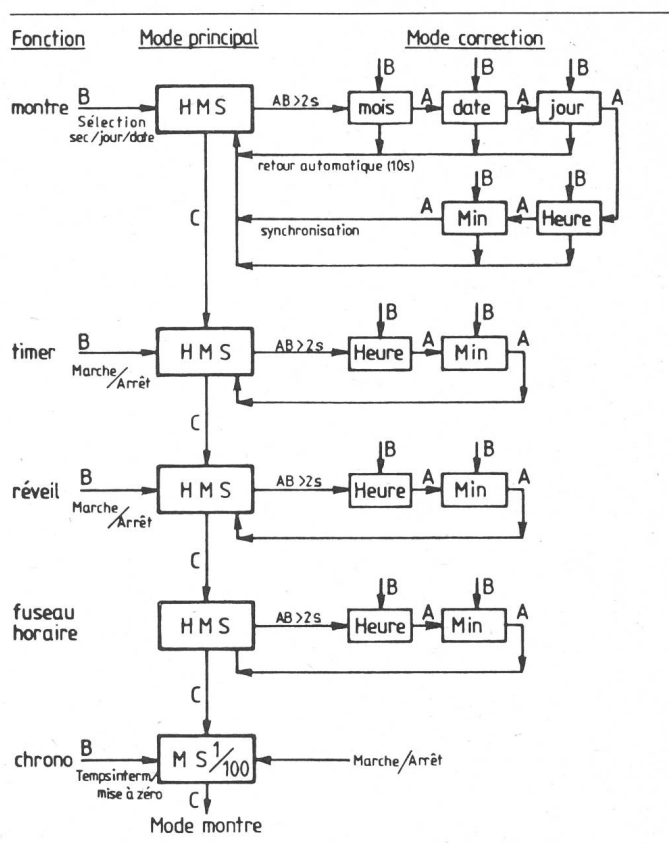 Fonction Mode principal Mode correction
B B B
montre B HMS AB>2s mois A date A jour A
Sélection
sec/jour/date
retour automatique (10s)
B B
C A Min A Heure
synchronisation
B B
timer B HMS AB>2s Heure A Min A
Marche/Arrêt
C
B B
réveil B HMS AB>2s Heure A Min A
Marche/Arrêt
C
B B
fuseau
horaire HMS AB>2s Heure A Min A
C
chrono B MS 1/100 Marche/Arrêt
Temps interm/
mise à zéro
C
Mode montre